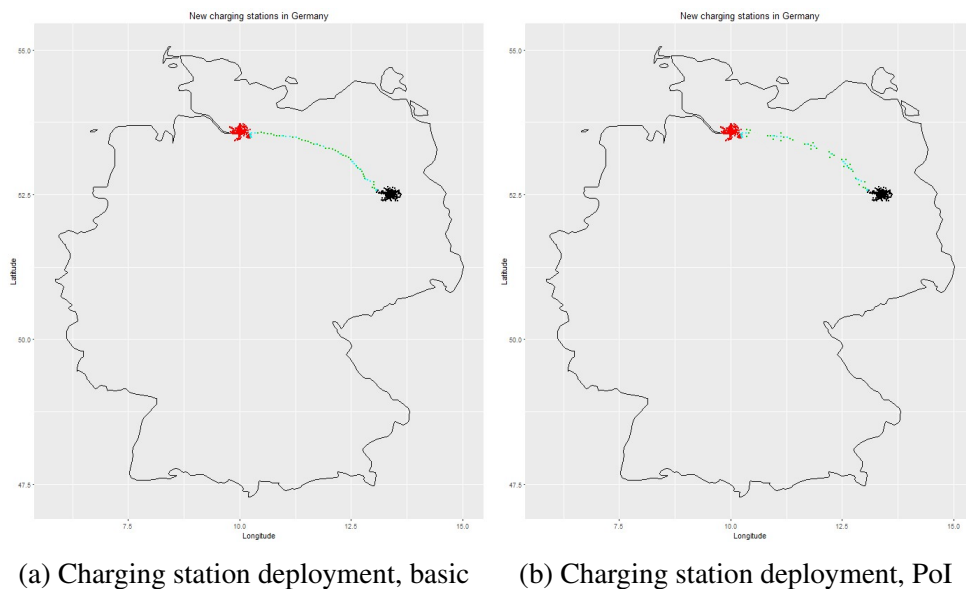 New charging stations in Germany
55.0
52.5
50.0
47.5
Latitude
7.5
10.0
12.5
15.0
Longitude
New charging stations in Germany
55.0
52.5
50.0
47.5
Latitude
7.5
10.0
12.5
15.0
Longitude
(a) Charging station deployment, basic
(b) Charging station deployment, PoI